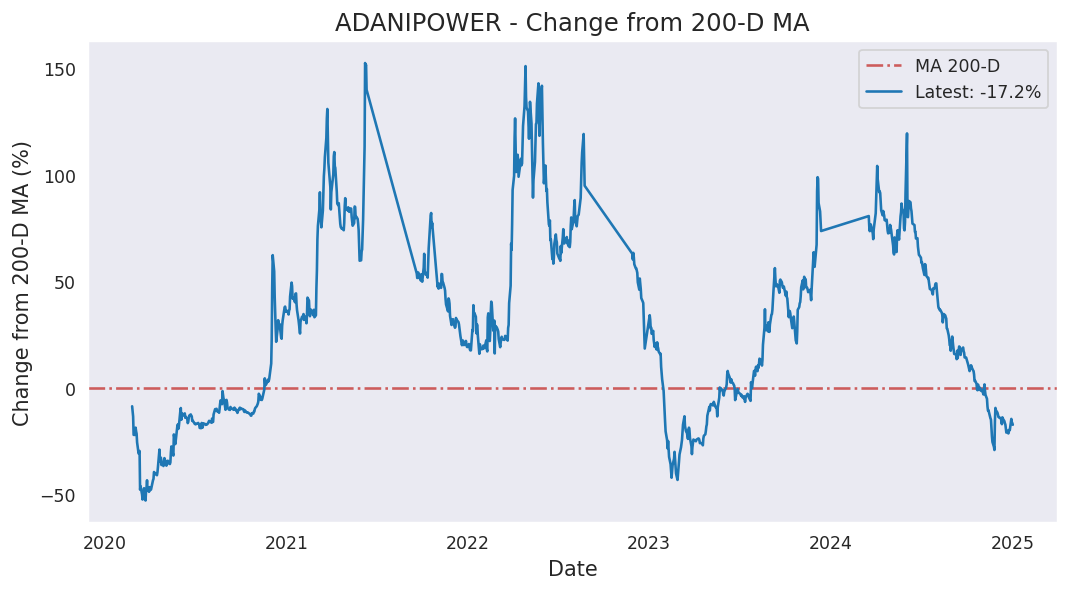 ADANIPOWER - Change from 200-D MA
MA 200-D
Latest: -17.2%
Change from 200-D MA (%)
150
100
50
0
−50
2020 2021 2022 2023 2024 2025
Date